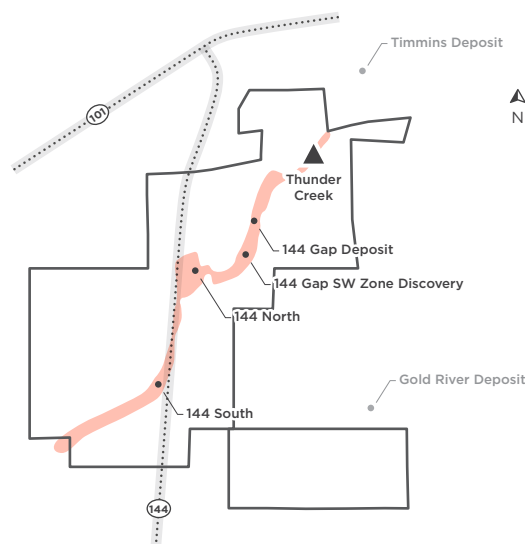 Timmins Deposit
101
N
Thunder
Creek
144 Gap Deposit
144 Gap SW Zone Discovery
144 North
Gold River Deposit
144 South
144